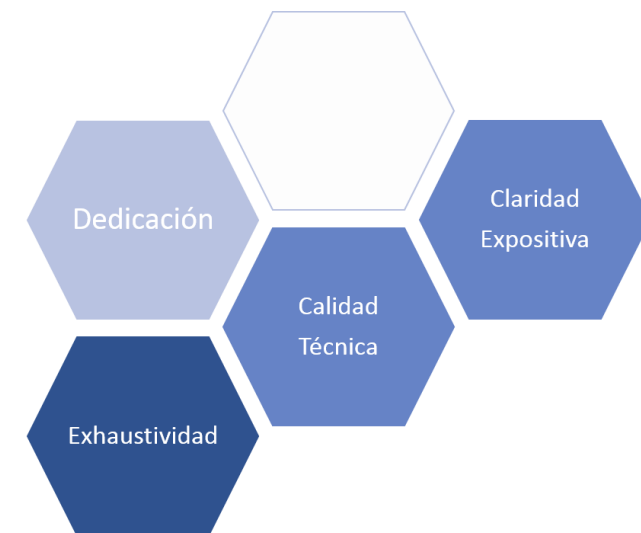 Dedicación
Claridad
Expositiva
Calidad
Técnica
Exhaustividad